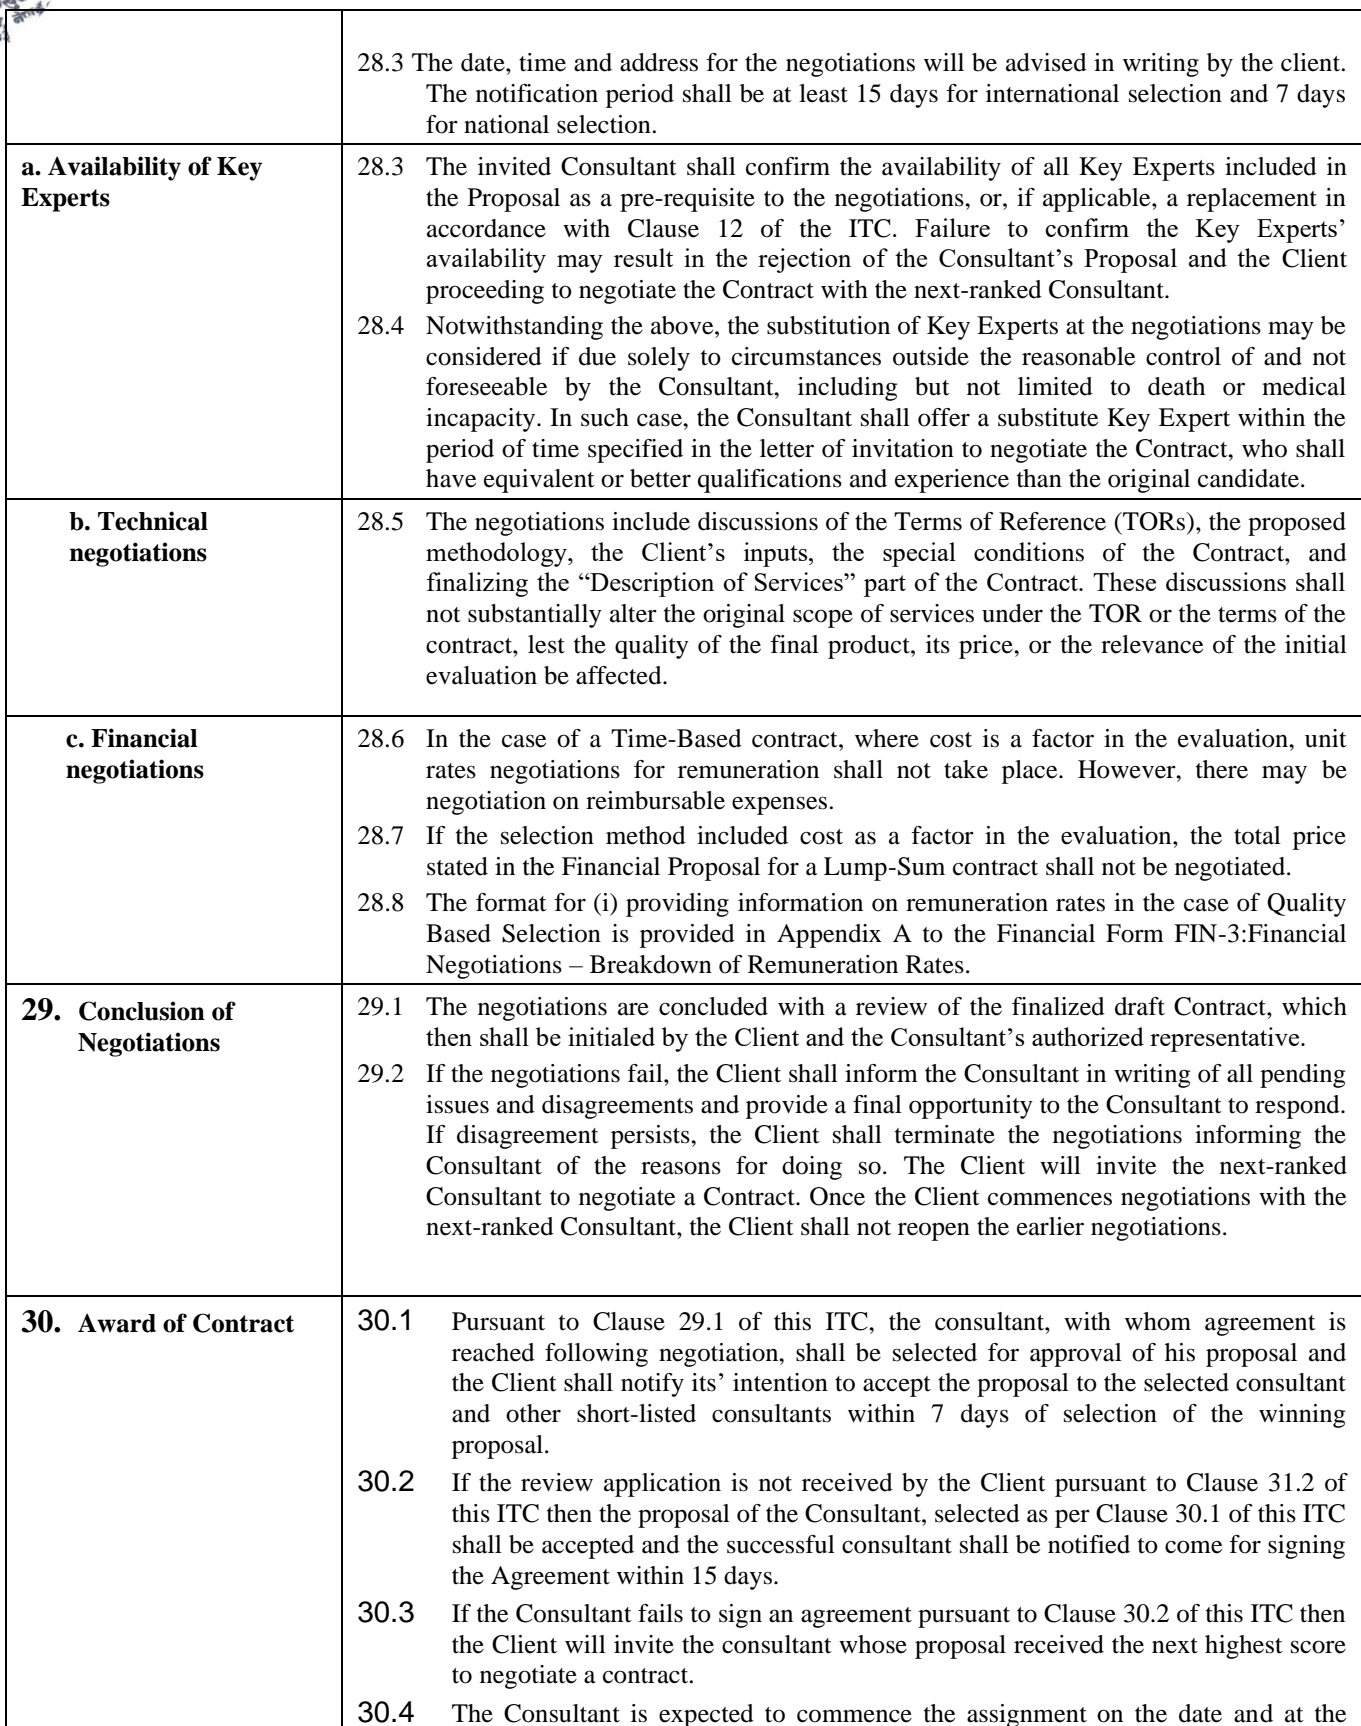 28.3 The date, time and address for the negotiations will be advised in writing by the client.
The notification period shall be at least 15 days for international selection and 7 days
for national selection.
a. Availability of Key
Experts
28.3 The invited Consultant shall confirm the availability of all Key Experts included in
the Proposal as a pre-requisite to the negotiations, or, if applicable, a replacement in
accordance with Clause 12 of the ITC. Failure to confirm the Key Experts’
availability may result in the rejection of the Consultant’s Proposal and the Client
proceeding to negotiate the Contract with the next-ranked Consultant.
28.4 Notwithstanding the above, the substitution of Key Experts at the negotiations may be
considered if due solely to circumstances outside the reasonable control of and not
foreseeable by the Consultant, including but not limited to death or medical
incapacity. In such case, the Consultant shall offer a substitute Key Expert within the
period of time specified in the letter of invitation to negotiate the Contract, who shall
have equivalent or better qualifications and experience than the original candidate.
b. Technical
negotiations
28.5 The negotiations include discussions of the Terms of Reference (TORs), the proposed
methodology, the Client’s inputs, the special conditions of the Contract, and
finalizing the “Description of Services” part of the Contract. These discussions shall
not substantially alter the original scope of services under the TOR or the terms of the
contract, lest the quality of the final product, its price, or the relevance of the initial
evaluation be affected.
c. Financial
negotiations
28.6 In the case of a Time-Based contract, where cost is a factor in the evaluation, unit
rates negotiations for remuneration shall not take place. However, there may be
negotiation on reimbursable expenses.
28.7 If the selection method included cost as a factor in the evaluation, the total price
stated in the Financial Proposal for a Lump-Sum contract shall not be negotiated.
28.8 The format for (i) providing information on remuneration rates in the case of Quality
Based Selection is provided in Appendix A to the Financial Form FIN-3:Financial
Negotiations – Breakdown of Remuneration Rates.
29. Conclusion of
Negotiations
29.1 The negotiations are concluded with a review of the finalized draft Contract, which
then shall be initialed by the Client and the Consultant’s authorized representative.
29.2 If the negotiations fail, the Client shall inform the Consultant in writing of all pending
issues and disagreements and provide a final opportunity to the Consultant to respond.
If disagreement persists, the Client shall terminate the negotiations informing the
Consultant of the reasons for doing so. The Client will invite the next-ranked
Consultant to negotiate a Contract. Once the Client commences negotiations with the
next-ranked Consultant, the Client shall not reopen the earlier negotiations.
30. Award of Contract
30.1 Pursuant to Clause 29.1 of this ITC, the consultant, with whom agreement is
reached following negotiation, shall be selected for approval of his proposal and
the Client shall notify its’ intention to accept the proposal to the selected consultant
and other short-listed consultants within 7 days of selection of the winning
proposal.
30.2 If the review application is not received by the Client pursuant to Clause 31.2 of
this ITC then the proposal of the Consultant, selected as per Clause 30.1 of this ITC
shall be accepted and the successful consultant shall be notified to come for signing
the Agreement within 15 days.
30.3 If the Consultant fails to sign an agreement pursuant to Clause 30.2 of this ITC then
the Client will invite the consultant whose proposal received the next highest score
to negotiate a contract.
30.4 The Consultant is expected to commence the assignment on the date and at the